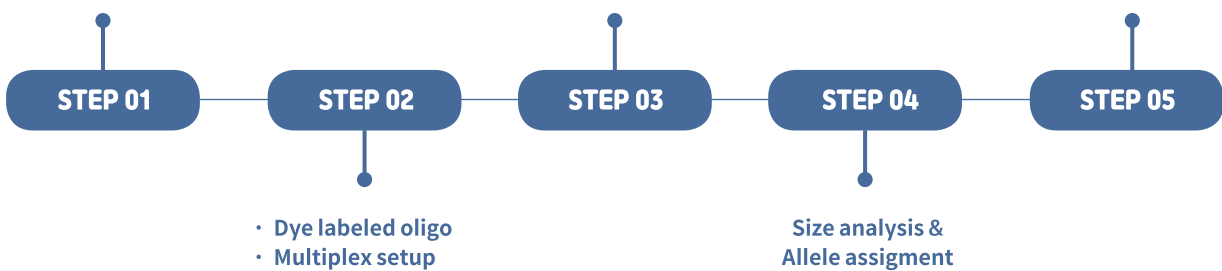 STEP 01
STEP 02
STEP 03
STEP 04
STEP 05
· Dye labeled oligo
· Multiplex setup
Size analysis &
Allele assigment